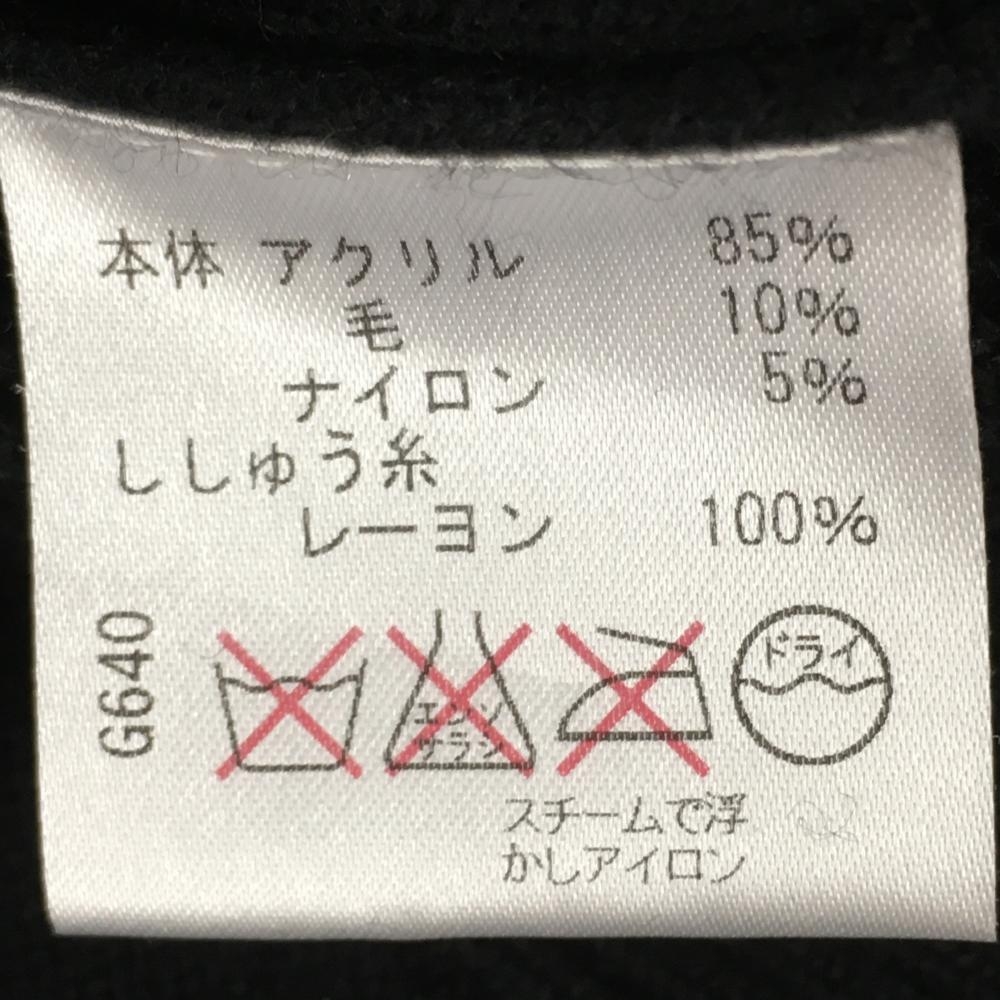 本体 アクリル 85%
毛 10%
ナイロン 5%
ししゅう糸
レーヨン 100%
G640
エンソ
サラシ
ドライ
スチームで浮
かしアイロン